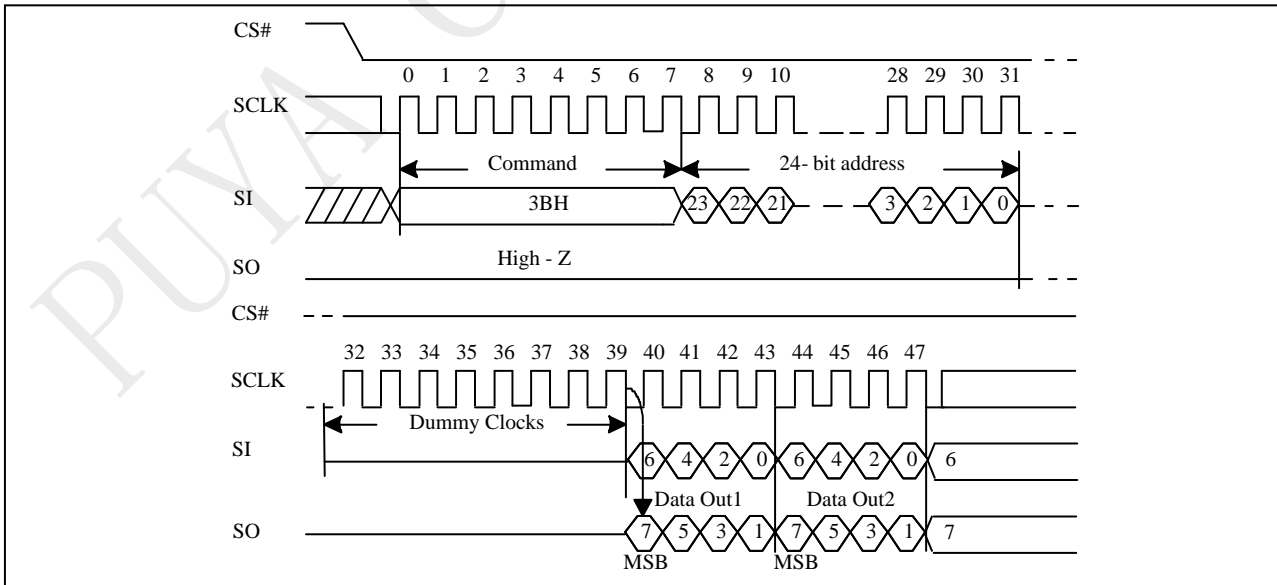 CS#
0 1 2 3 4 5 6 7 8 9 10 28 29 30 31
SCLK
Command 24- bit address
SI 3BH 23 22 21 3 2 1 0
High - Z
SO
CS#
32 33 34 35 36 37 38 39 40 41 42 43 44 45 46 47
SCLK
Dummy Clocks
SI 6 4 2 0 6 4 2 0 6
Data Out1 Data Out2
SO 7 5 3 1 7 5 3 1 7
MSB MSB
PUYA